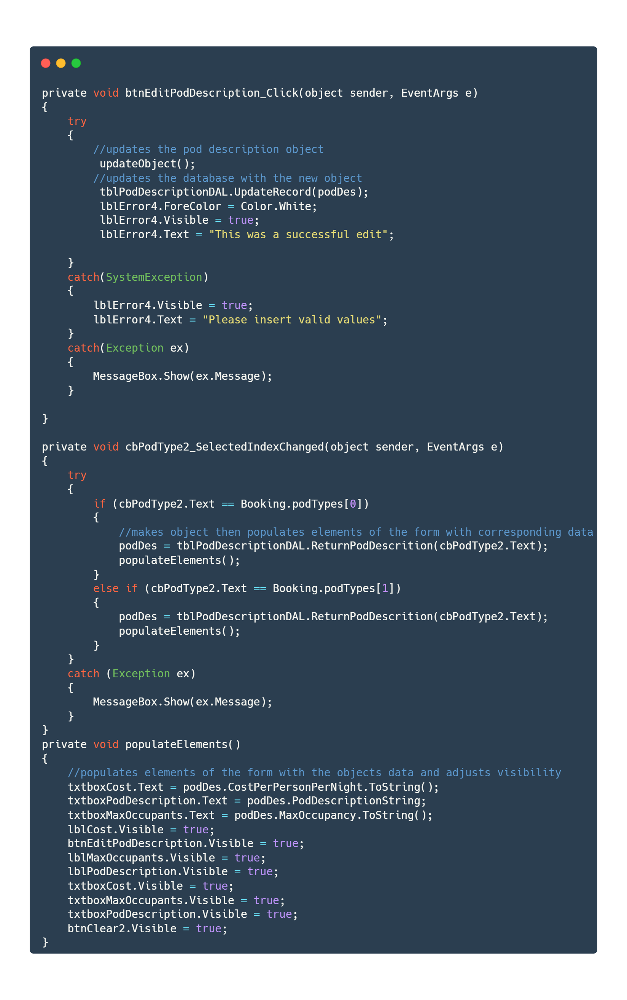 private void btnEditPodDescription_Click(object sender, EventArgs e)
{
    try
    {
        //updates the pod description object
         updateObject();
        //updates the database with the new object
         tblPodDescriptionDAL.UpdateRecord(podDes);
         lblError4.ForeColor = Color.White;
         lblError4.Visible = true;
         lblError4.Text = "This was a successful edit";

    }
    catch(SystemException)
    {
        lblError4.Visible = true;
        lblError4.Text = "Please insert valid values";
    }
    catch(Exception ex)
    {
        MessageBox.Show(ex.Message);
    }

}

private void cbPodType2_SelectedIndexChanged(object sender, EventArgs e)
{
    try
    {
        if (cbPodType2.Text == Booking.podTypes[0])
        {
            //makes object then populates elements of the form with corresponding data
            podDes = tblPodDescriptionDAL.ReturnPodDescrition(cbPodType2.Text);
            populateElements();
        }
        else if (cbPodType2.Text == Booking.podTypes[1])
        {
            podDes = tblPodDescriptionDAL.ReturnPodDescrition(cbPodType2.Text);
            populateElements();
        }
    }
    catch (Exception ex)
    {
        MessageBox.Show(ex.Message);
    }
}
private void populateElements()
{
    //populates elements of the form with the objects data and adjusts visibility
    txtboxCost.Text = podDes.CostPerPersonPerNight.ToString();
    txtboxPodDescription.Text = podDes.PodDescriptionString;
    txtboxMaxOccupants.Text = podDes.MaxOccupancy.ToString();
    lblCost.Visible = true;
    btnEditPodDescription.Visible = true;
    lblMaxOccupants.Visible = true;
    lblPodDescription.Visible = true;
    txtboxCost.Visible = true;
    txtboxMaxOccupants.Visible = true;
    txtboxPodDescription.Visible = true;
    btnClear2.Visible = true;
}